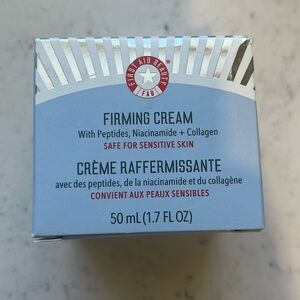 FIRST AID BEAUTY
FAB
FIRMING CREAM
With Peptides, Niacinamide + Collagen
SAFE FOR SENSITIVE SKIN
CRÈME RAFFERMISSANTE
avec des peptides, de la niacinamide et du collagène
CONVIENT AUX PEAUX SENSIBLES
50 mL (1.7 FL OZ)